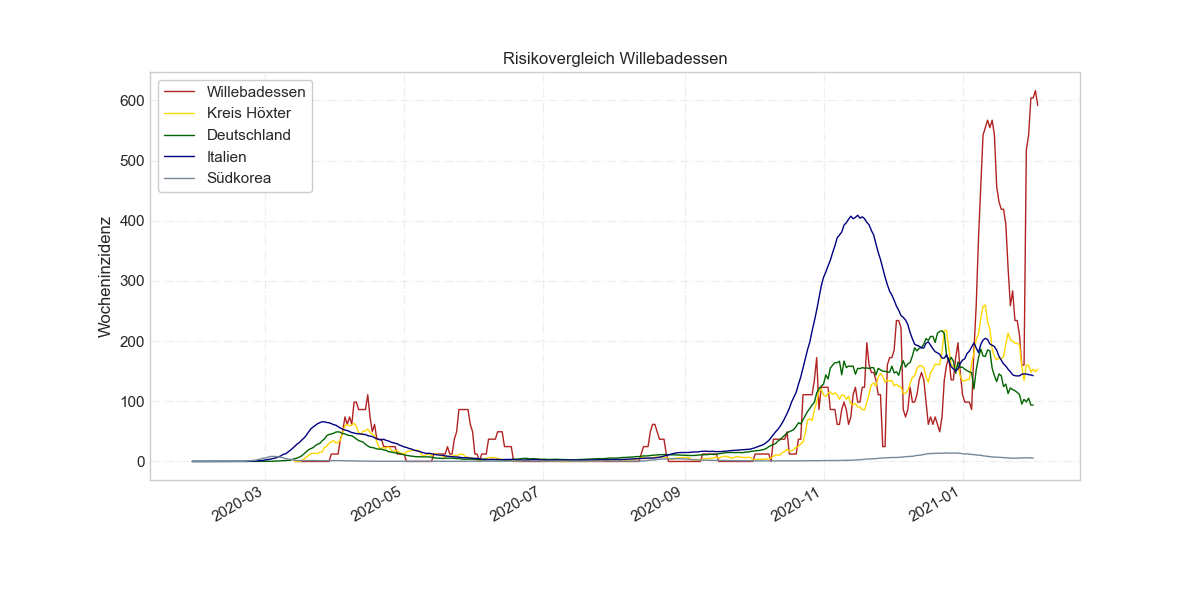 Risikovergleich Willebadessen
Willebadessen
Kreis Höxter
Deutschland
Italien
Südkorea
Wocheninzidenz
600
500
400
300
200
100
0
2020-03
2020-05
2020-07
2020-09
2020-11
2021-01